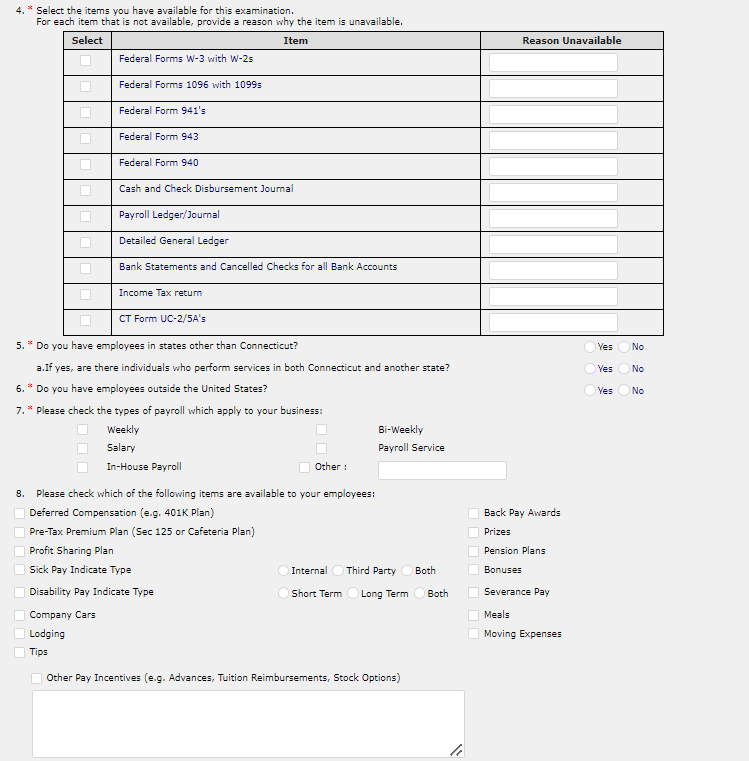 4. * Select the items you have available for this examination.
For each item that is not available, provide a reason why the item is unavailable.
Select Item Reason Unavailable
Federal Forms W-3 with W-2s
Federal Forms 1096 with 1099s
Federal Form 941's
Federal Form 943
Federal Form 940
Cash and Check Disbursement Journal
Payroll Ledger/Journal
Detailed General Ledger
Bank Statements and Cancelled Checks for all Bank Accounts
Income Tax return
CT Form UC-2/5A's
5. * Do you have employees in states other than Connecticut? Yes No
a.If yes, are there individuals who perform services in both Connecticut and another state? Yes No
6. * Do you have employees outside the United States? Yes No
7. * Please check the types of payroll which apply to your business:
Weekly Bi-Weekly
Salary Payroll Service
In-House Payroll Other :
8. Please check which of the following items are available to your employees:
Deferred Compensation (e.g. 401K Plan) Back Pay Awards
Pre-Tax Premium Plan (Sec 125 or Cafeteria Plan) Prizes
Profit Sharing Plan Pension Plans
Sick Pay Indicate Type Internal Third Party Both Bonuses
Disability Pay Indicate Type Short Term Long Term Both Severance Pay
Company Cars Meals
Lodging Moving Expenses
Tips
Other Pay Incentives (e.g. Advances, Tuition Reimbursements, Stock Options)